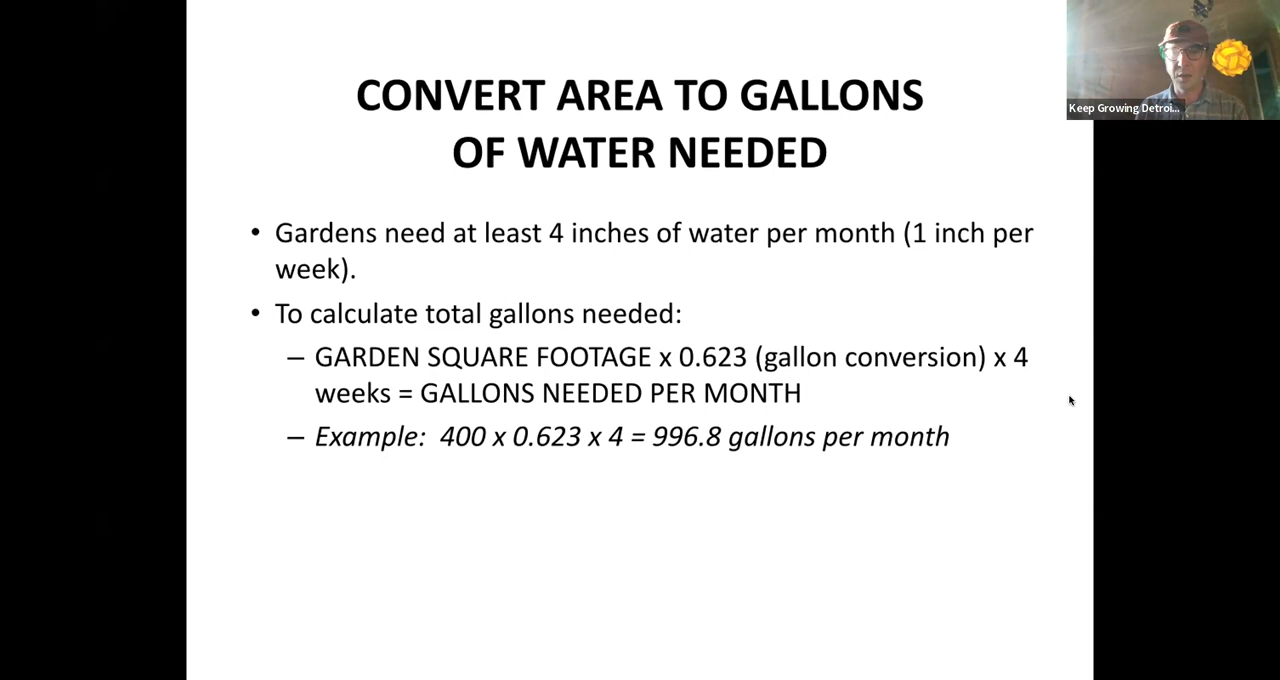 CONVERT AREA TO GALLONS
OF WATER NEEDED
Keep Growing Detroi...
• Gardens need at least 4 inches of water per month (1 inch per
week).
• To calculate total gallons needed:
– GARDEN SQUARE FOOTAGE x 0.623 (gallon conversion) x 4
weeks = GALLONS NEEDED PER MONTH
– Example: 400 x 0.623 x 4 = 996.8 gallons per month